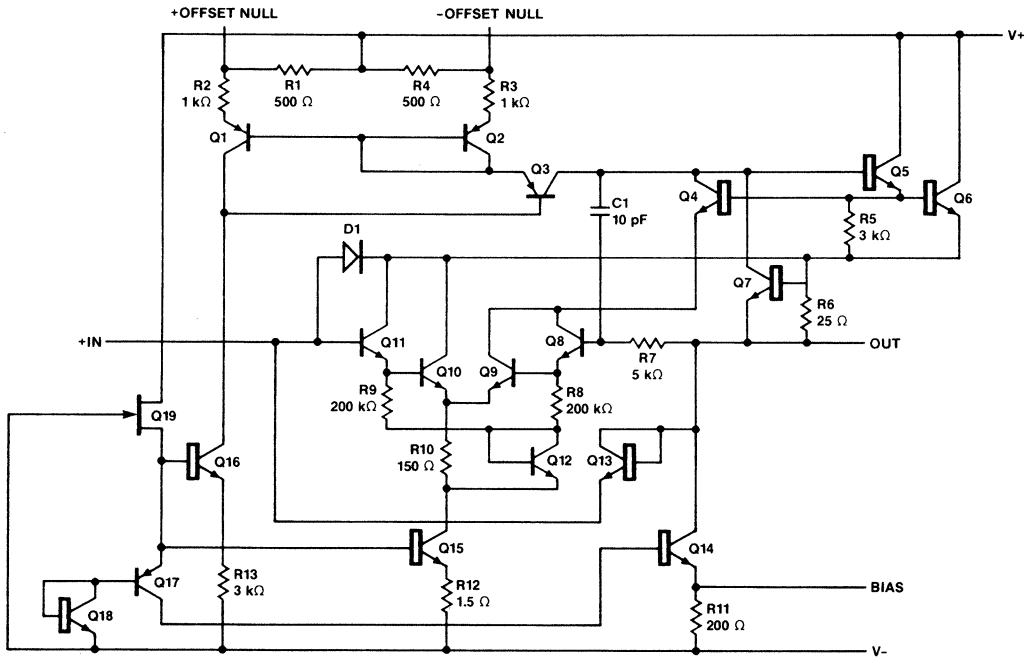 +OFFSET NULL
−OFFSET NULL
V+
R2
1 kΩ
R1
500 Ω
R4
500 Ω
R3
1 kΩ
Q1
Q2
Q3
Q5
Q4
Q6
C1
10 pF
R5
3 kΩ
D1
Q7
R6
25 Ω
+IN
Q11
Q8
OUT
R7
5 kΩ
Q10
Q9
R9
200 kΩ
R8
200 kΩ
Q19
R10
150 Ω
Q16
Q12
Q13
Q15
Q14
Q17
R13
3 kΩ
R12
1.5 Ω
BIAS
Q18
R11
200 Ω
V−